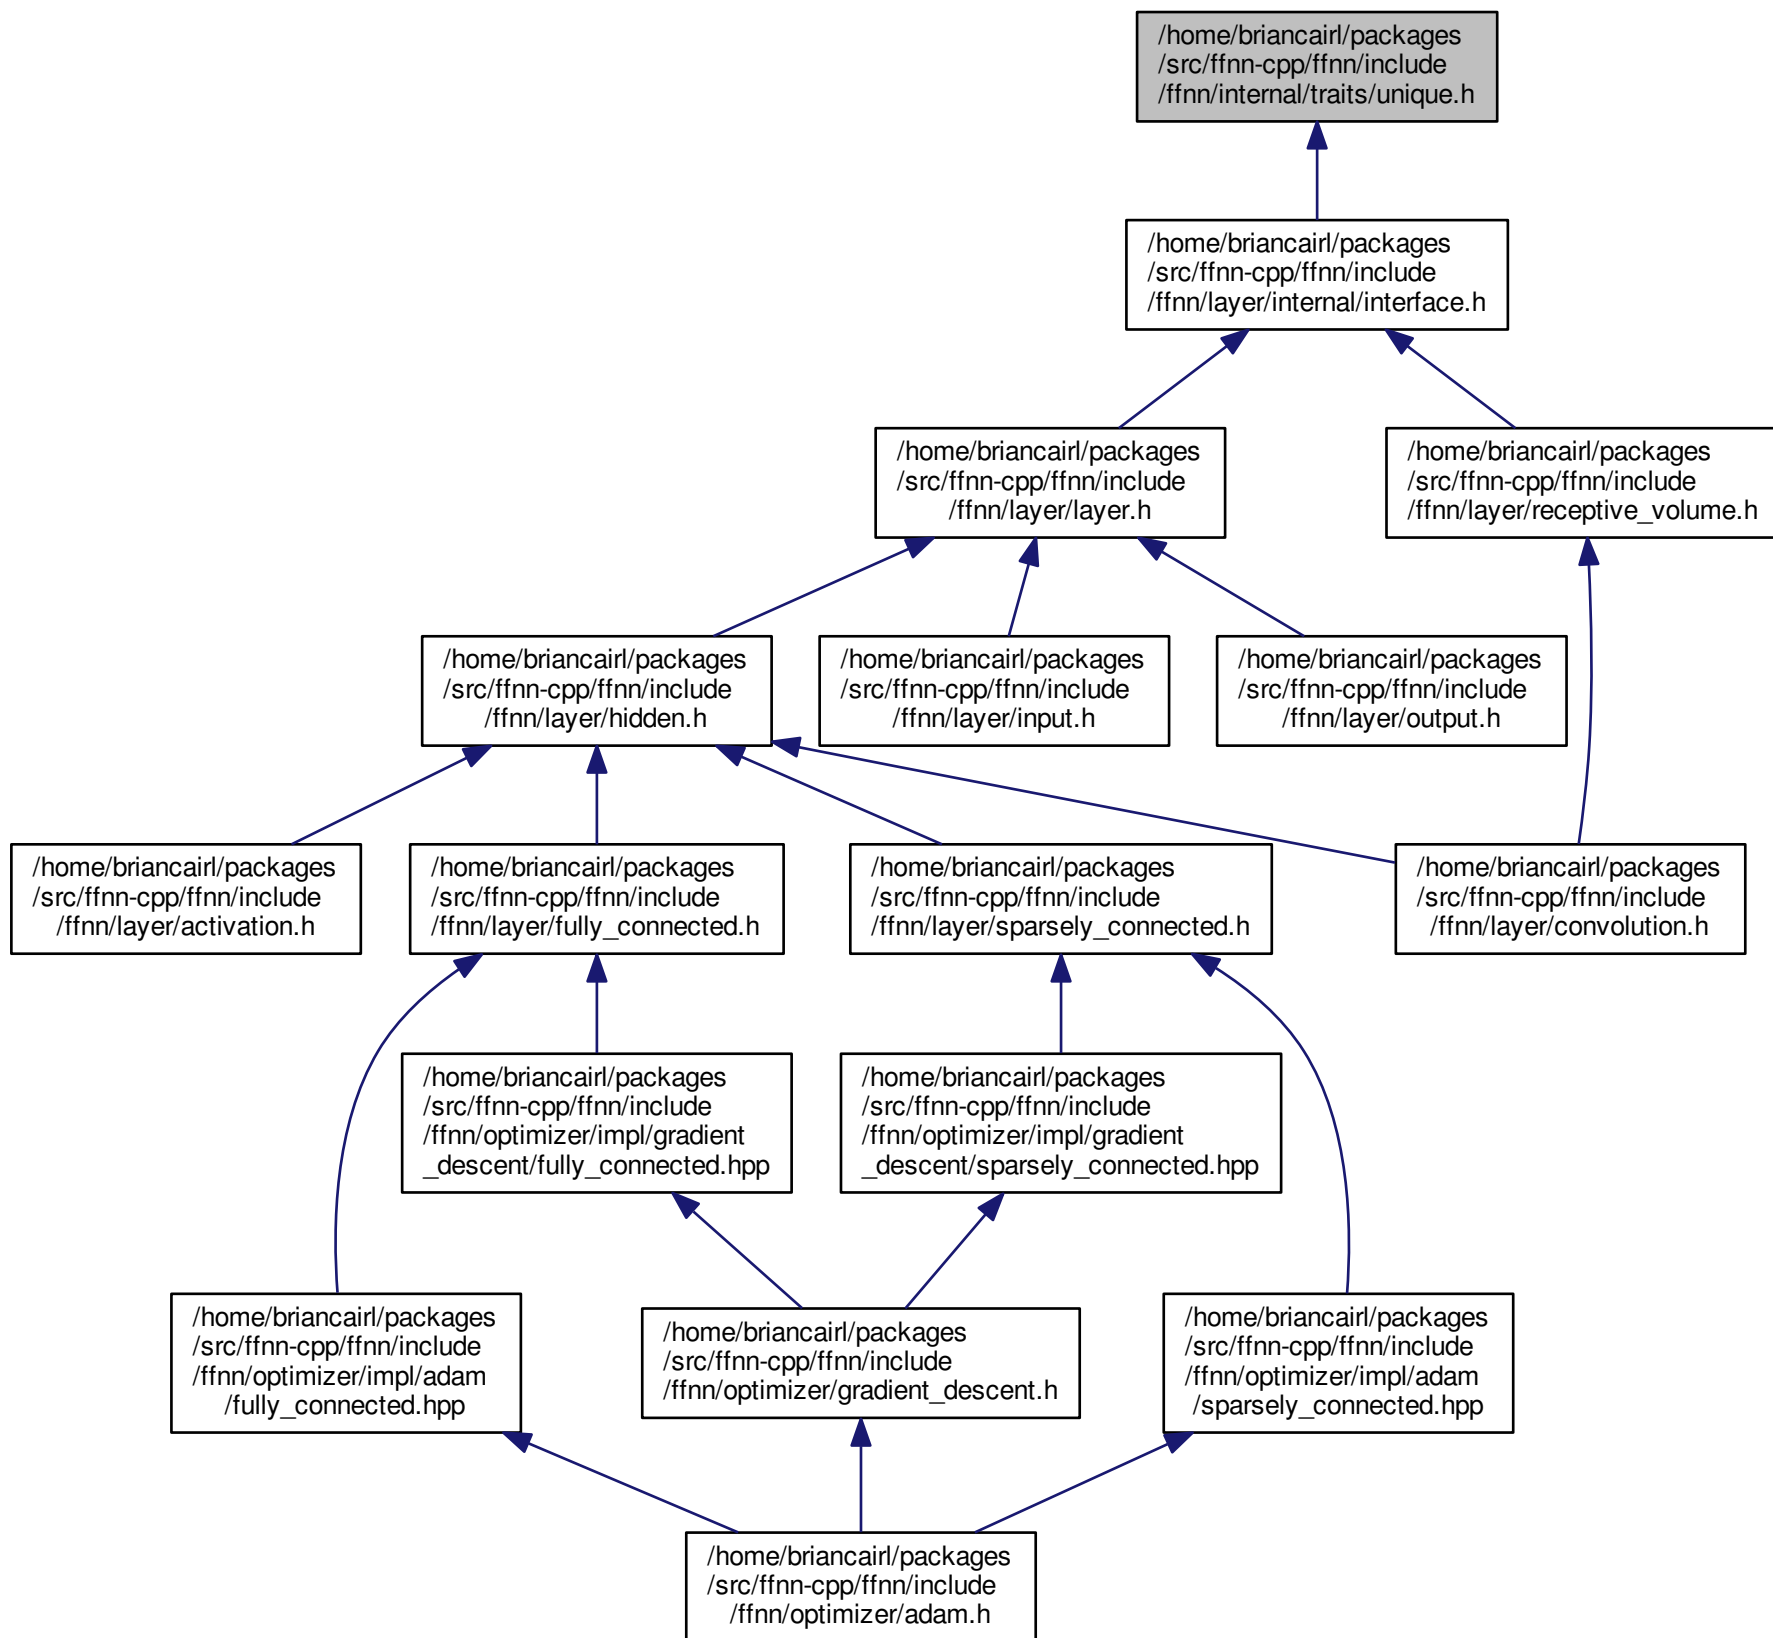 /home/briancairl/packages
/src/ffnn-cpp/ffnn/include
/ffnn/internal/traits/unique.h
/home/briancairl/packages
/src/ffnn-cpp/ffnn/include
/ffnn/layer/internal/interface.h
/home/briancairl/packages
/src/ffnn-cpp/ffnn/include
/ffnn/layer/layer.h
/home/briancairl/packages
/src/ffnn-cpp/ffnn/include
/ffnn/layer/receptive_volume.h
/home/briancairl/packages
/src/ffnn-cpp/ffnn/include
/ffnn/layer/hidden.h
/home/briancairl/packages
/src/ffnn-cpp/ffnn/include
/ffnn/layer/input.h
/home/briancairl/packages
/src/ffnn-cpp/ffnn/include
/ffnn/layer/output.h
/home/briancairl/packages
/src/ffnn-cpp/ffnn/include
/ffnn/layer/activation.h
/home/briancairl/packages
/src/ffnn-cpp/ffnn/include
/ffnn/layer/fully_connected.h
/home/briancairl/packages
/src/ffnn-cpp/ffnn/include
/ffnn/layer/sparsely_connected.h
/home/briancairl/packages
/src/ffnn-cpp/ffnn/include
/ffnn/layer/convolution.h
/home/briancairl/packages
/src/ffnn-cpp/ffnn/include
/ffnn/optimizer/impl/gradient
_descent/fully_connected.hpp
/home/briancairl/packages
/src/ffnn-cpp/ffnn/include
/ffnn/optimizer/impl/gradient
_descent/sparsely_connected.hpp
/home/briancairl/packages
/src/ffnn-cpp/ffnn/include
/ffnn/optimizer/impl/adam
/fully_connected.hpp
/home/briancairl/packages
/src/ffnn-cpp/ffnn/include
/ffnn/optimizer/gradient_descent.h
/home/briancairl/packages
/src/ffnn-cpp/ffnn/include
/ffnn/optimizer/impl/adam
/sparsely_connected.hpp
/home/briancairl/packages
/src/ffnn-cpp/ffnn/include
/ffnn/optimizer/adam.h